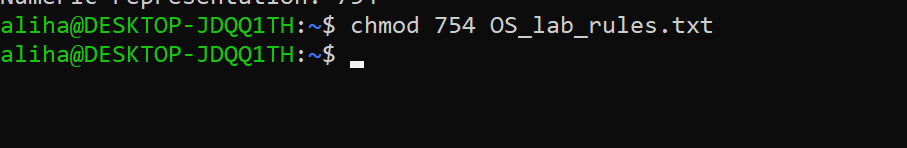 Numeric representation: 754
aliha@DESKTOP-JDQQ1TH:~$ chmod 754 OS_lab_rules.txt
aliha@DESKTOP-JDQQ1TH:~$